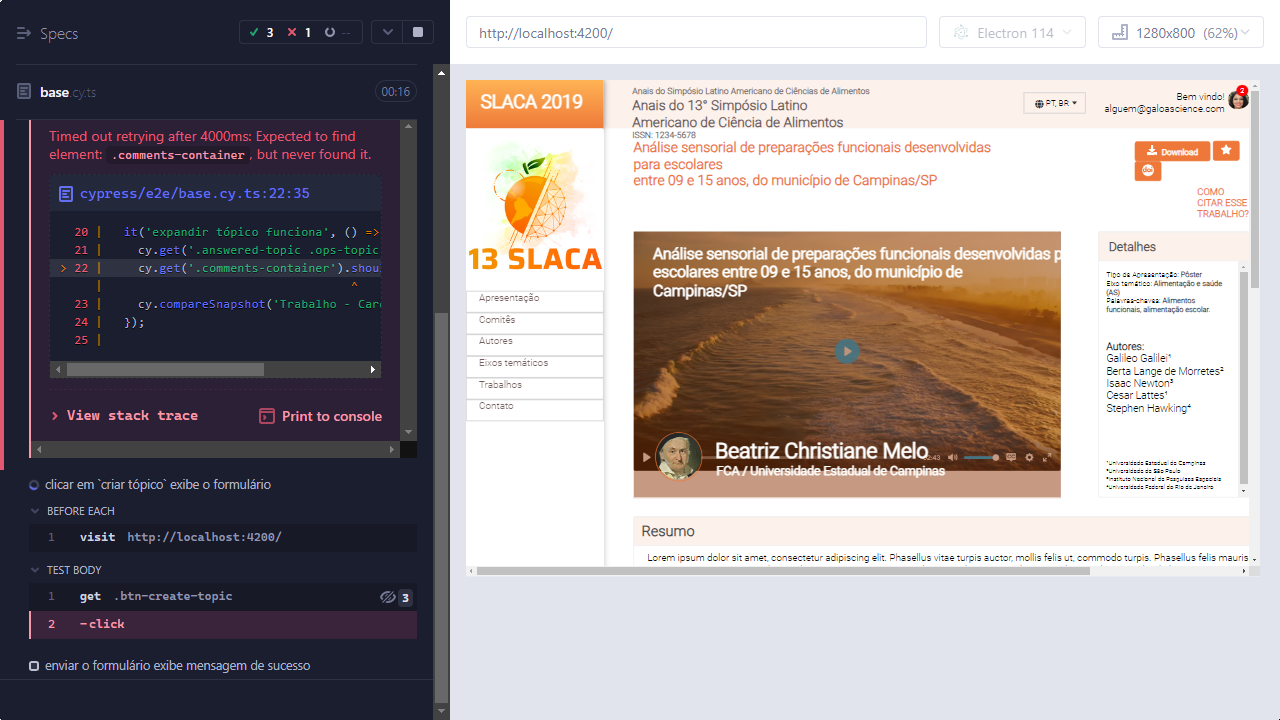 Specs
3
1
--
base.cy.ts
00:16
Timed out retrying after 4000ms: Expected to find
element: .comments-container, but never found it.
cypress/e2e/base.cy.ts:22:35
20 | it('expandir tópico funciona', () =>
21 | cy.get('.answered-topic .ops-topic
> 22 | cy.get('.comments-container').shou
| ^
23 | cy.compareSnapshot('Trabalho - Car
24 | });
25 |
View stack trace
Print to console
clicar em `criar tópico` exibe o formulário
BEFORE EACH
1 visit http://localhost:4200/
TEST BODY
1 get .btn-create-topic 3
2 -click
enviar o formulário exibe mensagem de sucesso
http://localhost:4200/
Electron 114
1280x800 (62%)
SLACA 2019
13 SLACA
Apresentação
Comitês
Autores
Eixos temáticos
Trabalhos
Contato
Anais do Simpósio Latino Americano de Ciências de Alimentos
Anais do 13° Simpósio Latino
Americano de Ciência de Alimentos
ISSN: 1234-5678
PT, BR
Bem vindo!
alguem@galoascience.com
2
Análise sensorial de preparações funcionais desenvolvidas
para escolares
entre 09 e 15 anos, do município de Campinas/SP
Download
doi
COMO
CITAR ESSE
TRABALHO?
Análise sensorial de preparações funcionais desenvolvidas p
escolares entre 09 e 15 anos, do município de
Campinas/SP
Beatriz Christiane Melo
FCA / Universidade Estadual de Campinas
:43
Detalhes
Tipo de Apresentação: Pôster
Eixo temático: Alimentação e saúde
(AS)
Palavras-chaves: Alimentos
funcionais, alimentação escolar.
Autores:
Galileo Galilei¹
Berta Lange de Morretes²
Isaac Newton³
Cesar Lattes¹
Stephen Hawking⁴
¹Universidade Estadual de Campinas
²Universidade de São Paulo
³Instituto Nacional de Pesquisas Espaciais
⁴Universidade Federal do Rio de Janeiro
Resumo
Lorem ipsum dolor sit amet, consectetur adipiscing elit. Phasellus vitae turpis auctor, mollis felis ut, commodo turpis. Phasellus felis mauris